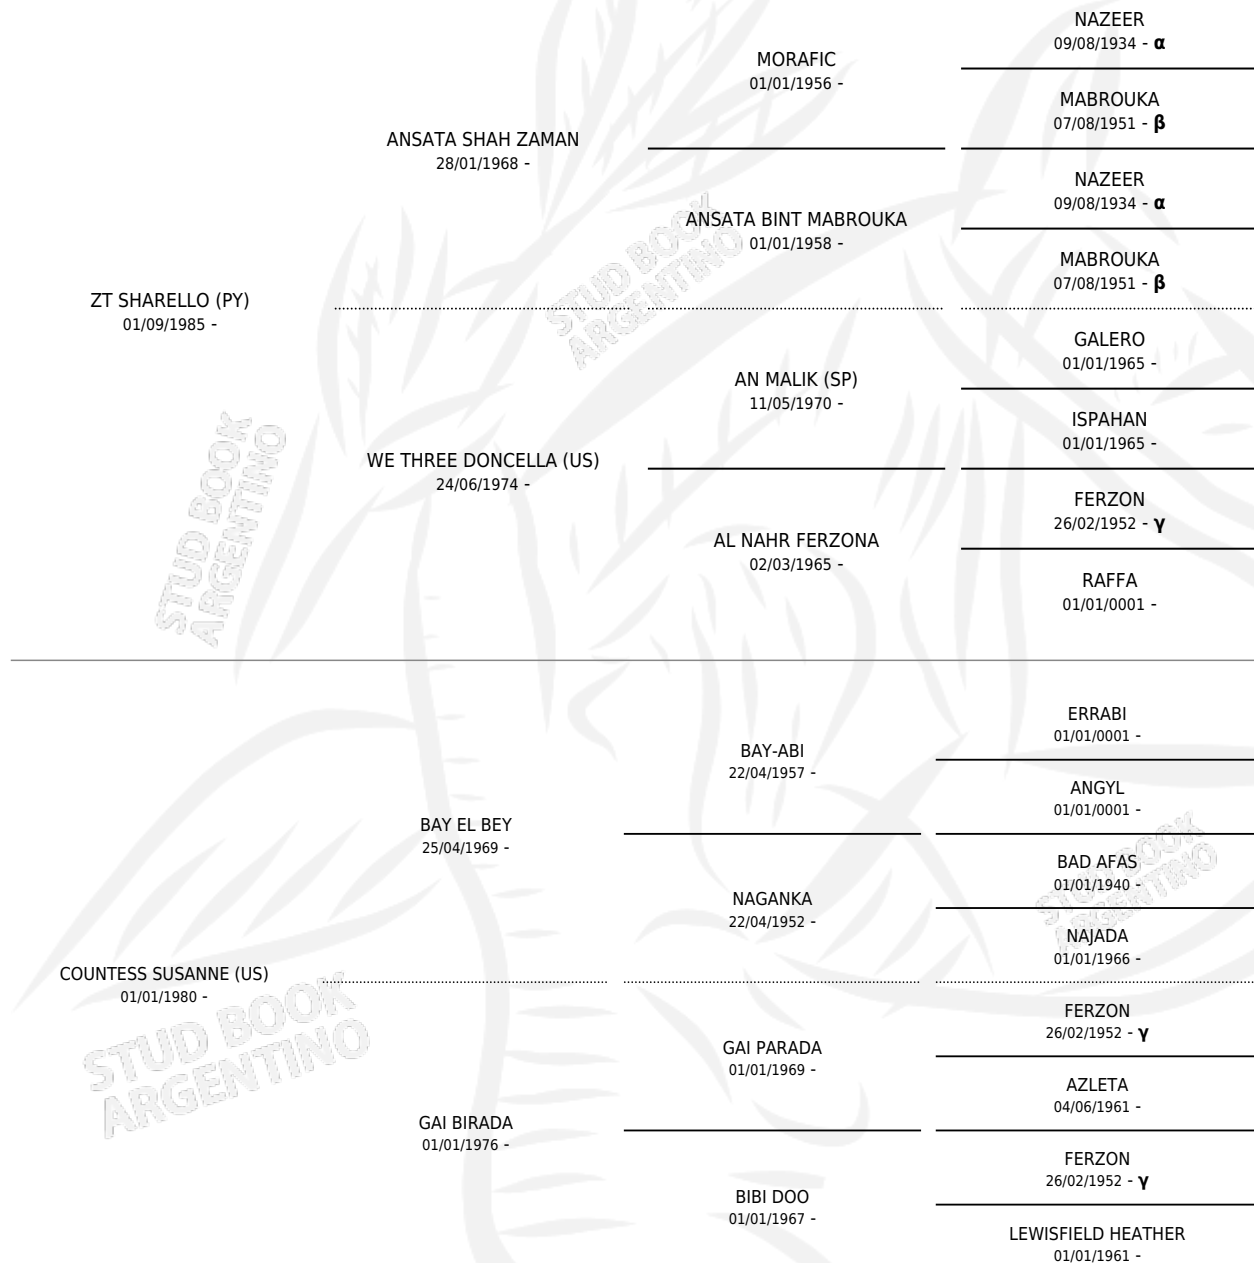 NAZEER
09/08/1934 - α
MORAFIC
01/01/1956 -
MABROUKA
07/08/1951 - β
ANSATA SHAH ZAMAN
28/01/1968 -
NAZEER
09/08/1934 - α
ANSATA BINT MABROUKA
01/01/1958 -
MABROUKA
07/08/1951 - β
ZT SHARELLO (PY)
01/09/1985 -
GALERO
01/01/1965 -
AN MALIK (SP)
11/05/1970 -
ISPAHAN
01/01/1965 -
WE THREE DONCELLA (US)
24/06/1974 -
FERZON
26/02/1952 - γ
AL NAHR FERZONA
02/03/1965 -
RAFFA
01/01/0001 -
ERRABI
01/01/0001 -
BAY-ABI
22/04/1957 -
ANGYL
01/01/0001 -
BAY EL BEY
25/04/1969 -
BAD AFAS
01/01/1940 -
NAGANKA
22/04/1952 -
NAJADA
01/01/1966 -
COUNTESS SUSANNE (US)
01/01/1980 -
FERZON
26/02/1952 - γ
GAI PARADA
01/01/1969 -
AZLETA
04/06/1961 -
GAI BIRADA
01/01/1976 -
FERZON
26/02/1952 - γ
BIBI DOO
01/01/1967 -
LEWISFIELD HEATHER
01/01/1961 -
STUD BOOK
ARGENTINO
STUD BOOK
ARGENTINO
STUD BOOK
ARGENTINO
STUD BOOK
ARGENTINO